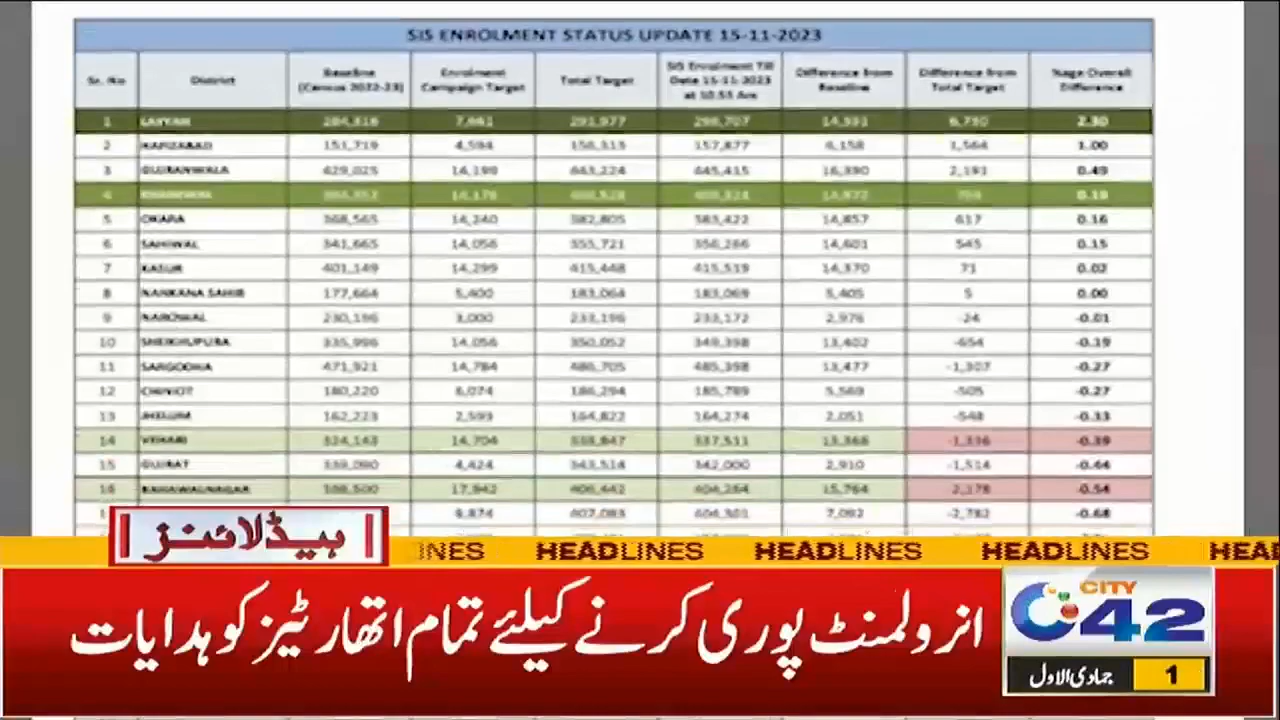 SIS ENROLMENT STATUS UPDATE 15-11-2023
Sr. No District Baseline (Census 2022-23) Enrolment Campaign Target Total Target SIS Enrolment Till Date 15-11-2023 at 10:55 Am Difference from Baseline Difference from Total Target %age Overall Difference
1 LAYYAH 284,316 7,661 291,977 298,707 14,391 6,730 2.30
2 HAFIZABAD 151,719 4,594 156,313 157,877 6,158 1,564 1.00
3 GUJRANWALA 429,025 14,199 443,224 445,415 16,390 2,191 0.49
4 14,176 0.19
5 OKARA 368,565 14,240 382,805 383,422 14,857 617 0.16
6 SAHIWAL 341,665 14,056 355,721 356,266 14,601 545 0.15
7 KASUR 401,149 14,299 415,448 415,519 14,370 71 0.02
8 NANKANA SAHIB 177,664 5,400 183,064 183,069 5,405 5 0.00
9 NAROWAL 230,196 3,000 233,196 233,172 2,976 -24 -0.01
10 SHEIKHUPURA 335,996 14,056 350,052 349,398 13,402 -654 -0.19
11 SARGODHA 471,921 14,784 486,705 485,398 13,477 -1,307 -0.27
12 CHINIOT 180,220 6,074 186,294 185,789 5,569 -505 -0.27
13 JHELUM 162,223 2,599 164,822 164,274 2,051 -548 -0.33
14 VEHARI 324,143 14,704 338,847 337,511 13,368 -1,336 -0.39
15 GUJRAT 339,090 4,424 343,514 342,000 2,910 -1,514 -0.44
16 BAHAWALNAGAR 388,500 17,942 406,442 404,264 15,764 -2,178 -0.54
9,874 407,083 404,301 7,092 -2,782 -0.68
ہیڈلائنز
INES HEADLINES HEADLINES HEADLINES HEA
انرولمنٹ پوری کرنے کیلئے تمام اتھارٹیز کو ہدایات
CITY
42
جمادی الاول 1